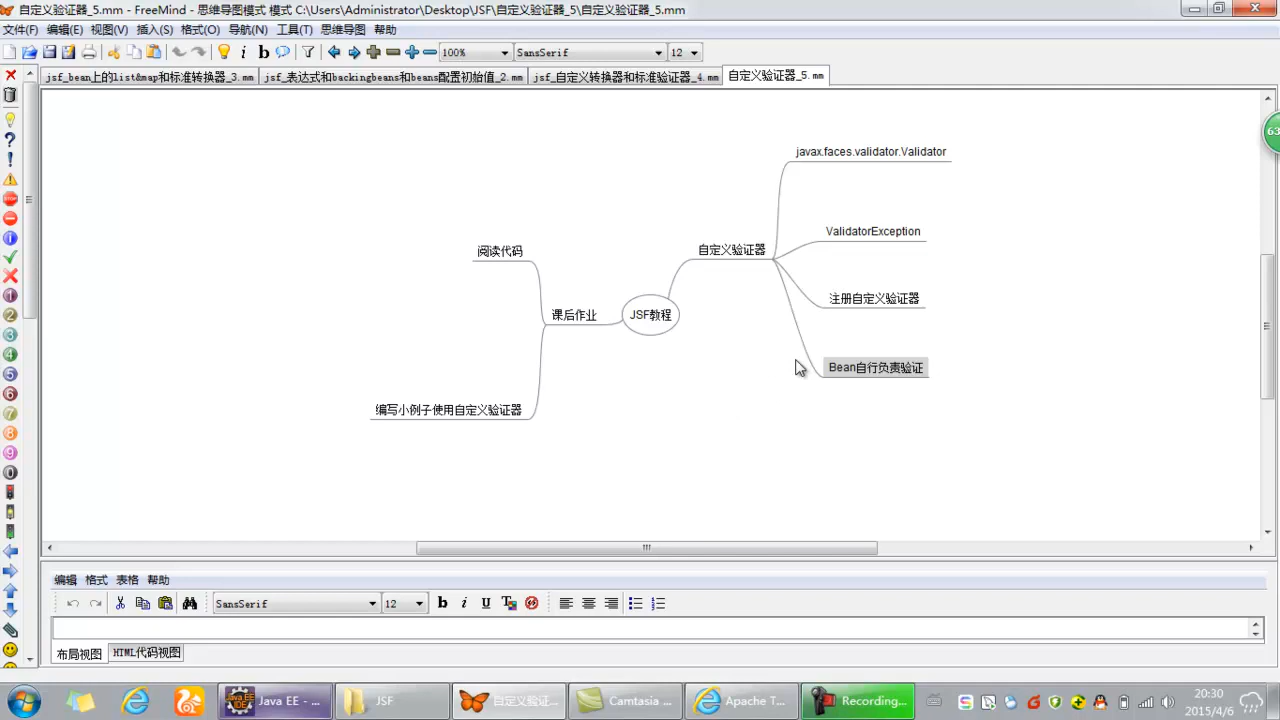 自定义验证器_5.mm - FreeMind - 思维导图模式 模式 C:\Users\Administrator\Desktop\JSF\自定义验证器_5\自定义验证器_5.mm
文件(F) 编辑(E) 视图(V) 插入(S) 格式(O) 导航(N) 工具(T) 思维导图 帮助
100% SansSerif 12
jsf_bean上的list&map和标准转换器_3.mm jsf_表达式和backingbeans和beans配置初始值_2.mm jsf_自定义转换器和标准验证器_4.mm 自定义验证器_5.mm
63
javax.faces.validator.Validator
ValidatorException
阅读代码
自定义验证器
注册自定义验证器
课后作业
JSF教程
Bean自行负责验证
编写小例子使用自定义验证器
编辑 格式 表格 帮助
SansSerif 12
布局视图 HTML代码视图
Java EE - ... JSF 自定义验证... Camtasia ... Apache T... Recording...
20:30
2015/4/6